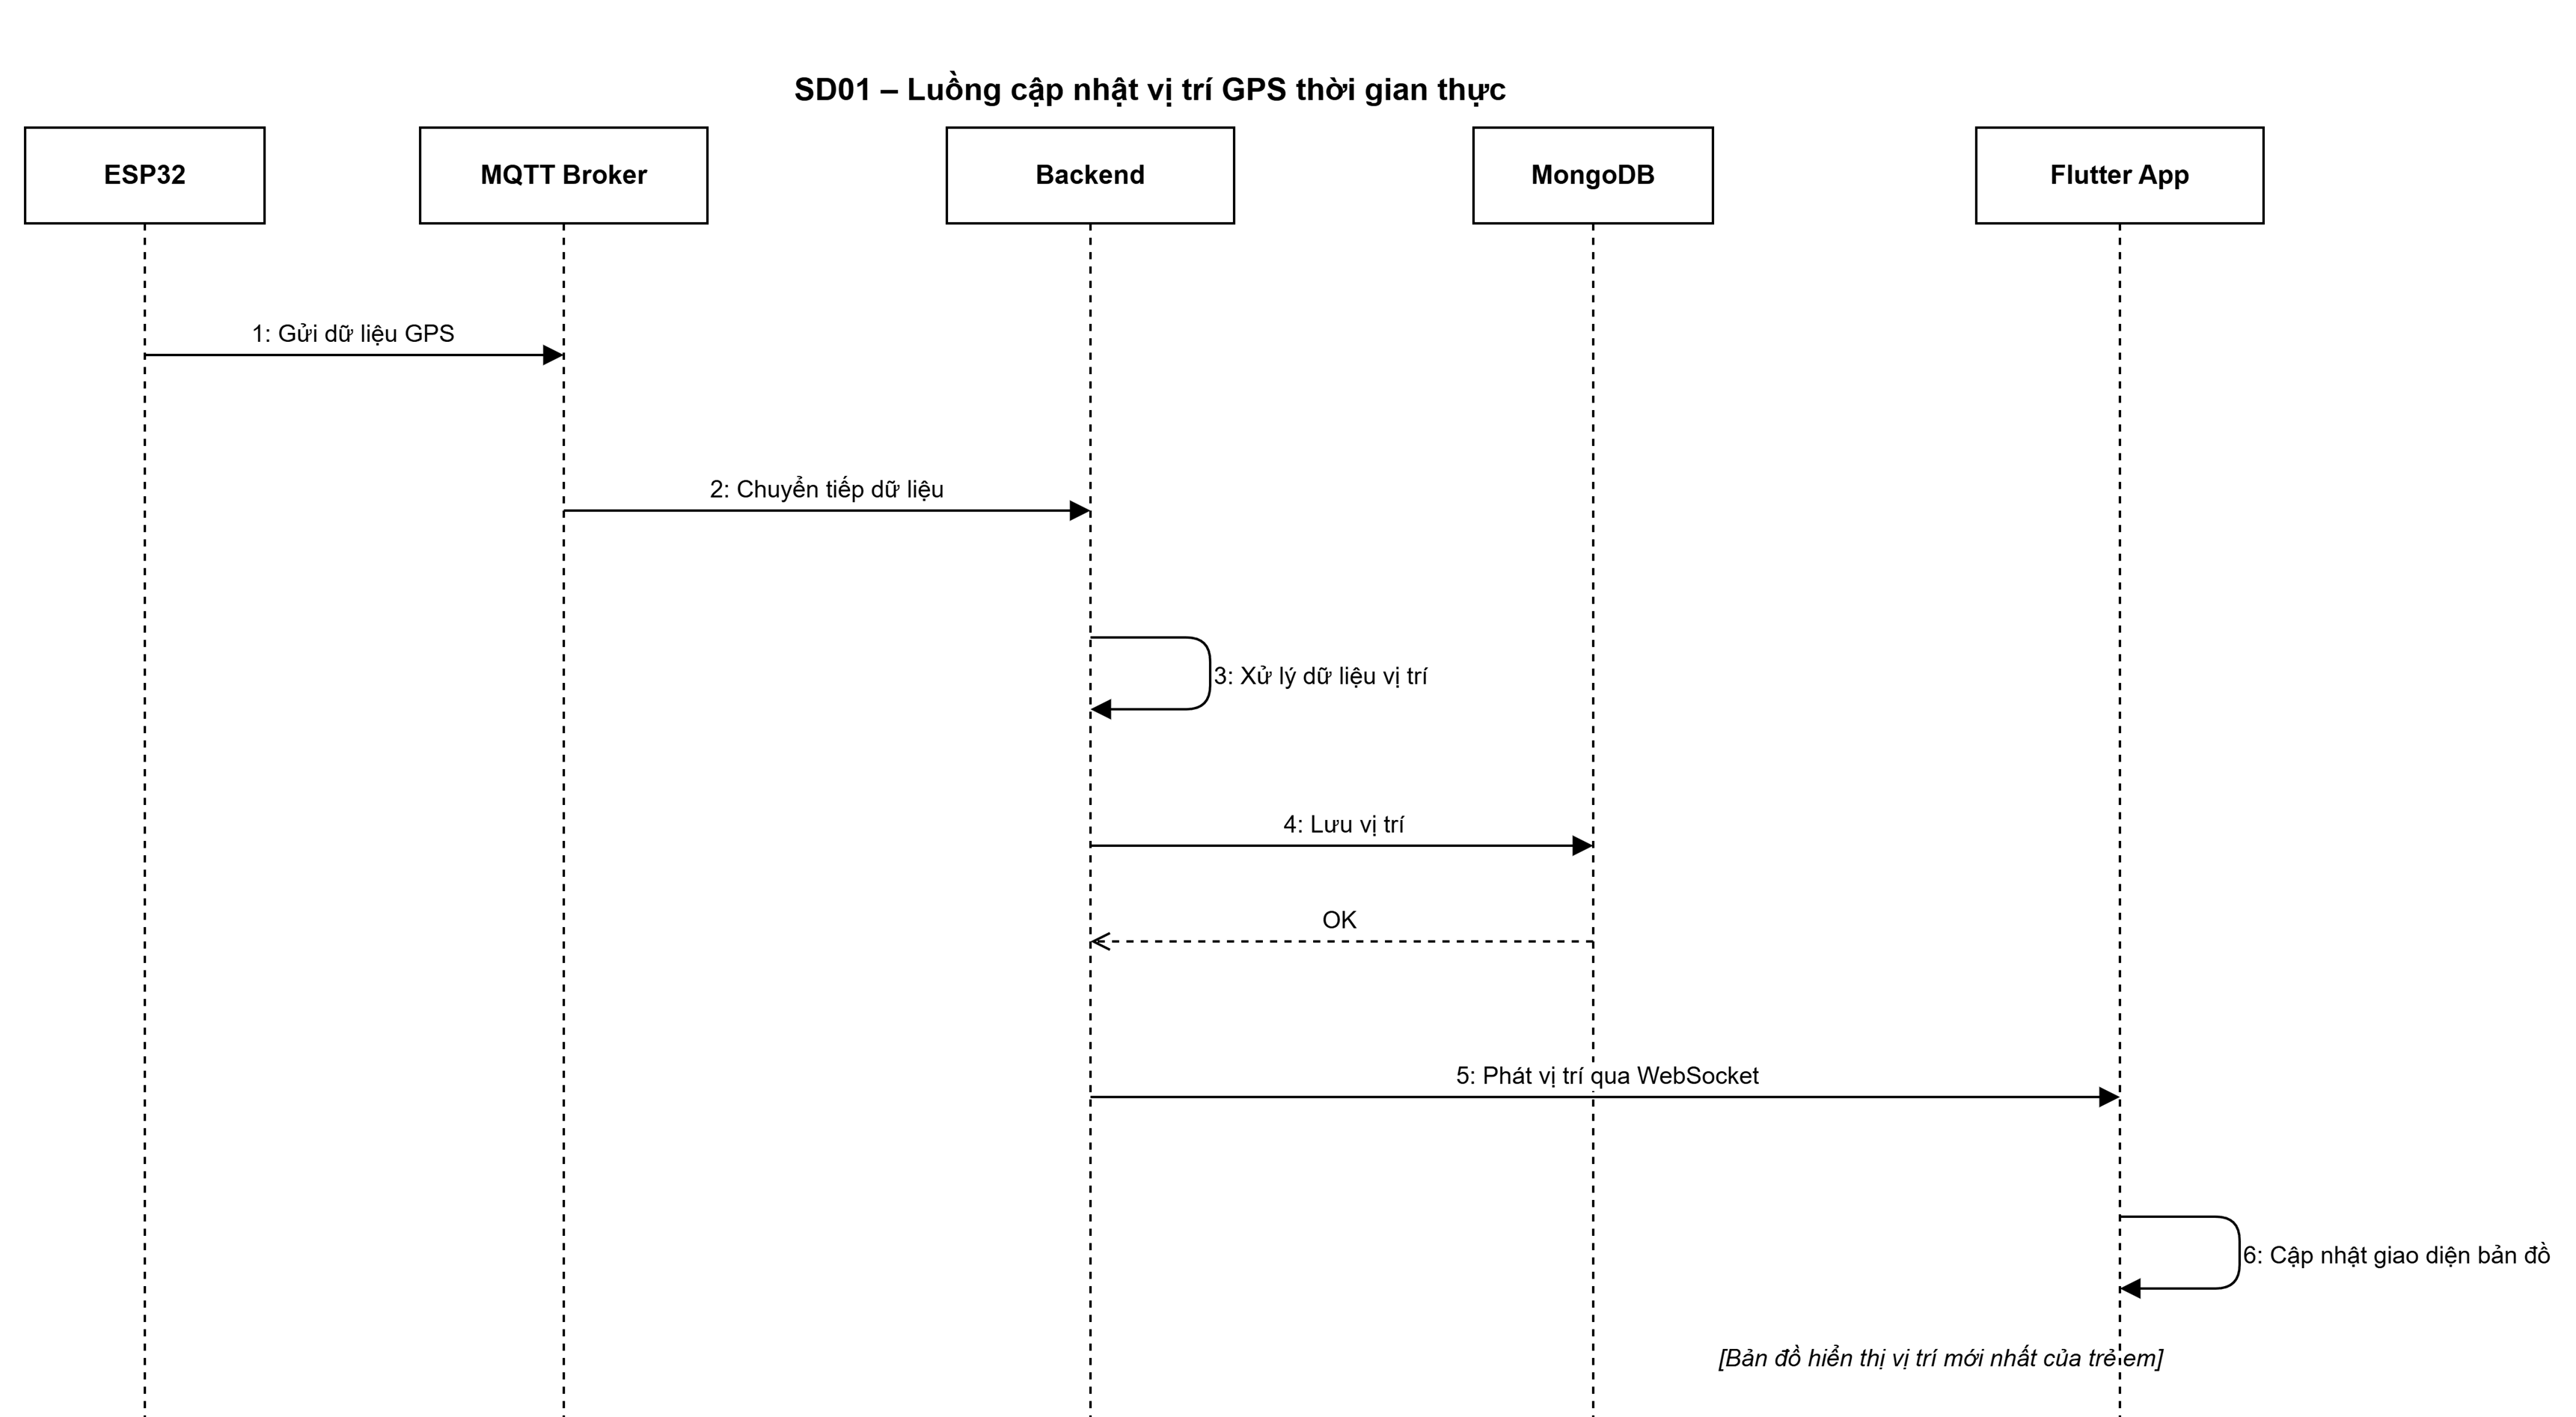 SD01 – Luồng cập nhật vị trí GPS thời gian thực
ESP32
MQTT Broker
Backend
MongoDB
Flutter App
1: Gửi dữ liệu GPS
2: Chuyển tiếp dữ liệu
3: Xử lý dữ liệu vị trí
4: Lưu vị trí
OK
5: Phát vị trí qua WebSocket
6: Cập nhật giao diện bản đồ
[Bản đồ hiển thị vị trí mới nhất của trẻ em]